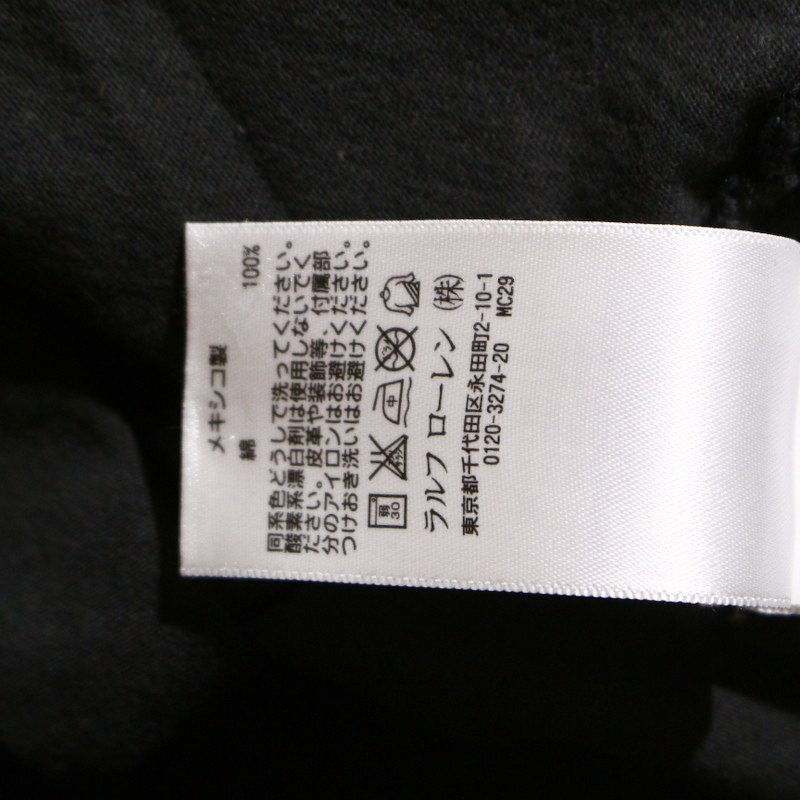 メキシコ製
綿 100%
同系色どうしで洗ってください。
酸素系漂白剤は使用しないでく
ださい。皮革や装飾等、付属部
分のアイロンはお避けください。
つけおき洗いはお避けください。
弱
30
中
ラルフ ローレン (株)
東京都千代田区永田町2-10-1
0120-3274-20 MC29